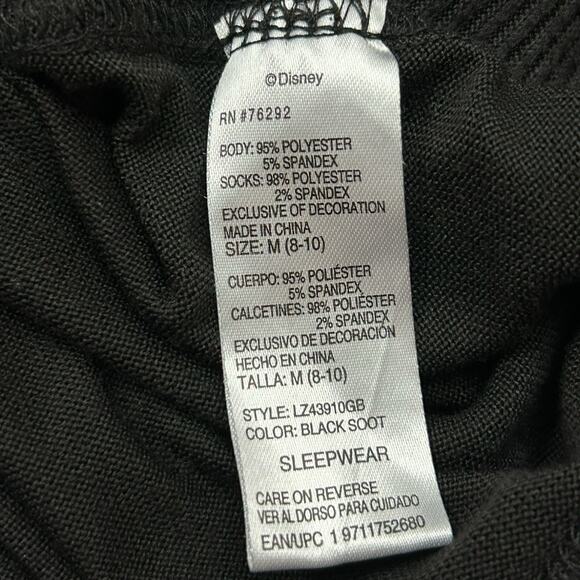 ©Disney
RN #76292
BODY: 95% POLYESTER
5% SPANDEX
SOCKS: 98% POLYESTER
2% SPANDEX
EXCLUSIVE OF DECORATION
MADE IN CHINA
SIZE: M (8-10)
CUERPO: 95% POLIÉSTER
5% SPANDEX
CALCETINES: 98% POLIÉSTER
2% SPANDEX
EXCLUSIVO DE DECORACIÓN
HECHO EN CHINA
TALLA: M (8-10)
STYLE: LZ43910GB
COLOR: BLACK SOOT
SLEEPWEAR
CARE ON REVERSE
VER AL DORSO PARA CUIDADO
EAN/UPC 1 9711752680